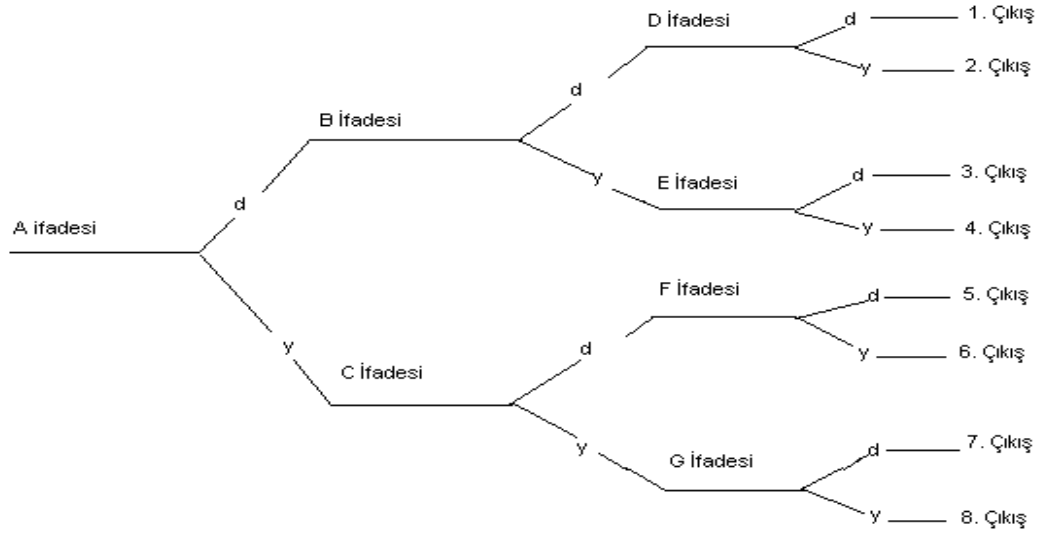 D İfadesi
d
1. Çıkış
y
2. Çıkış
d
B İfadesi
y
E İfadesi
d
3. Çıkış
y
4. Çıkış
d
A ifadesi
y
F İfadesi
d
5. Çıkış
y
6. Çıkış
d
C İfadesi
y
G İfadesi
d
7. Çıkış
y
8. Çıkış